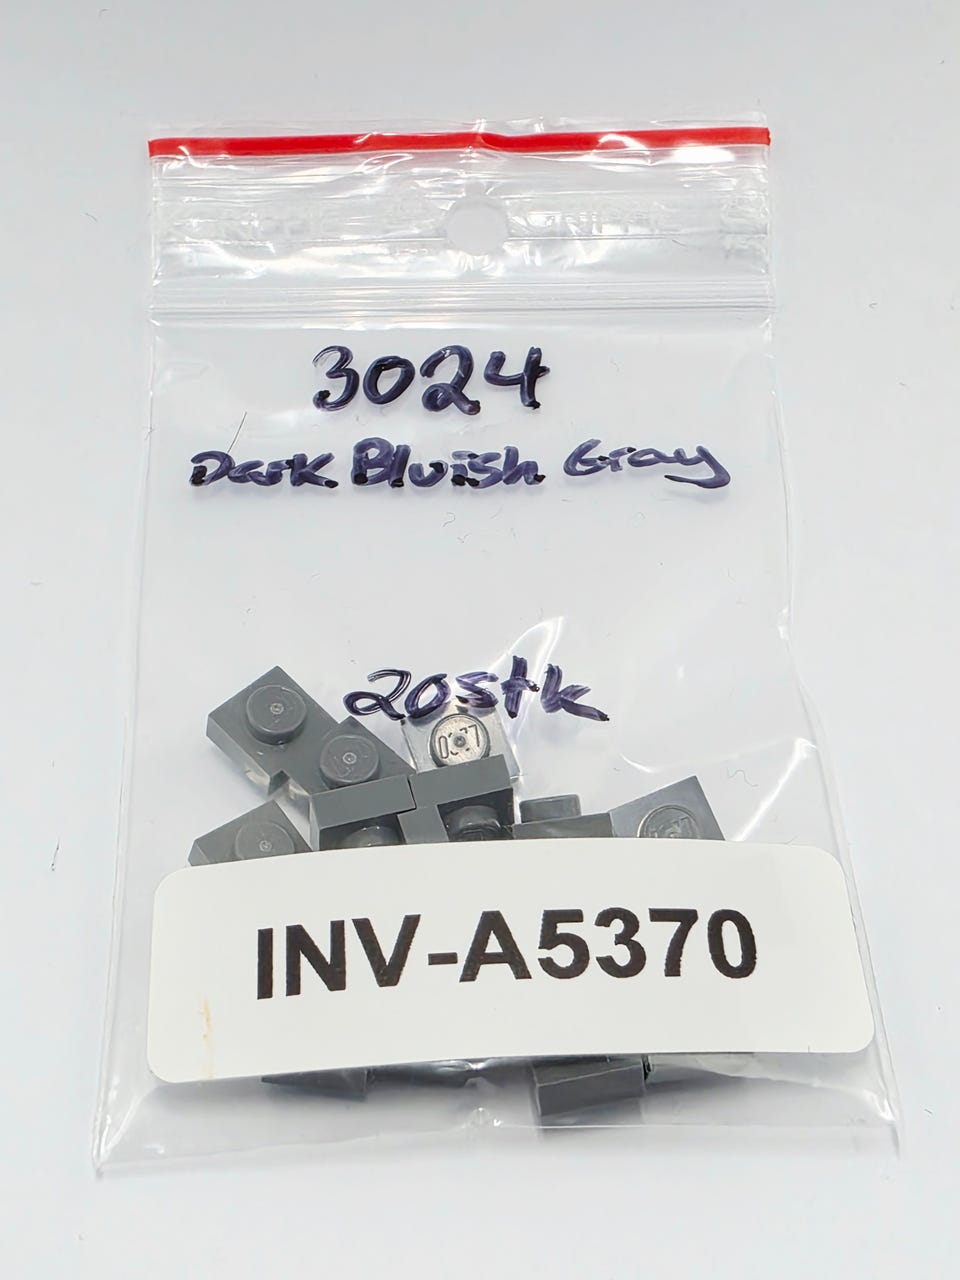 3024
Dark Bluish Gray
20stk
INV-A5370